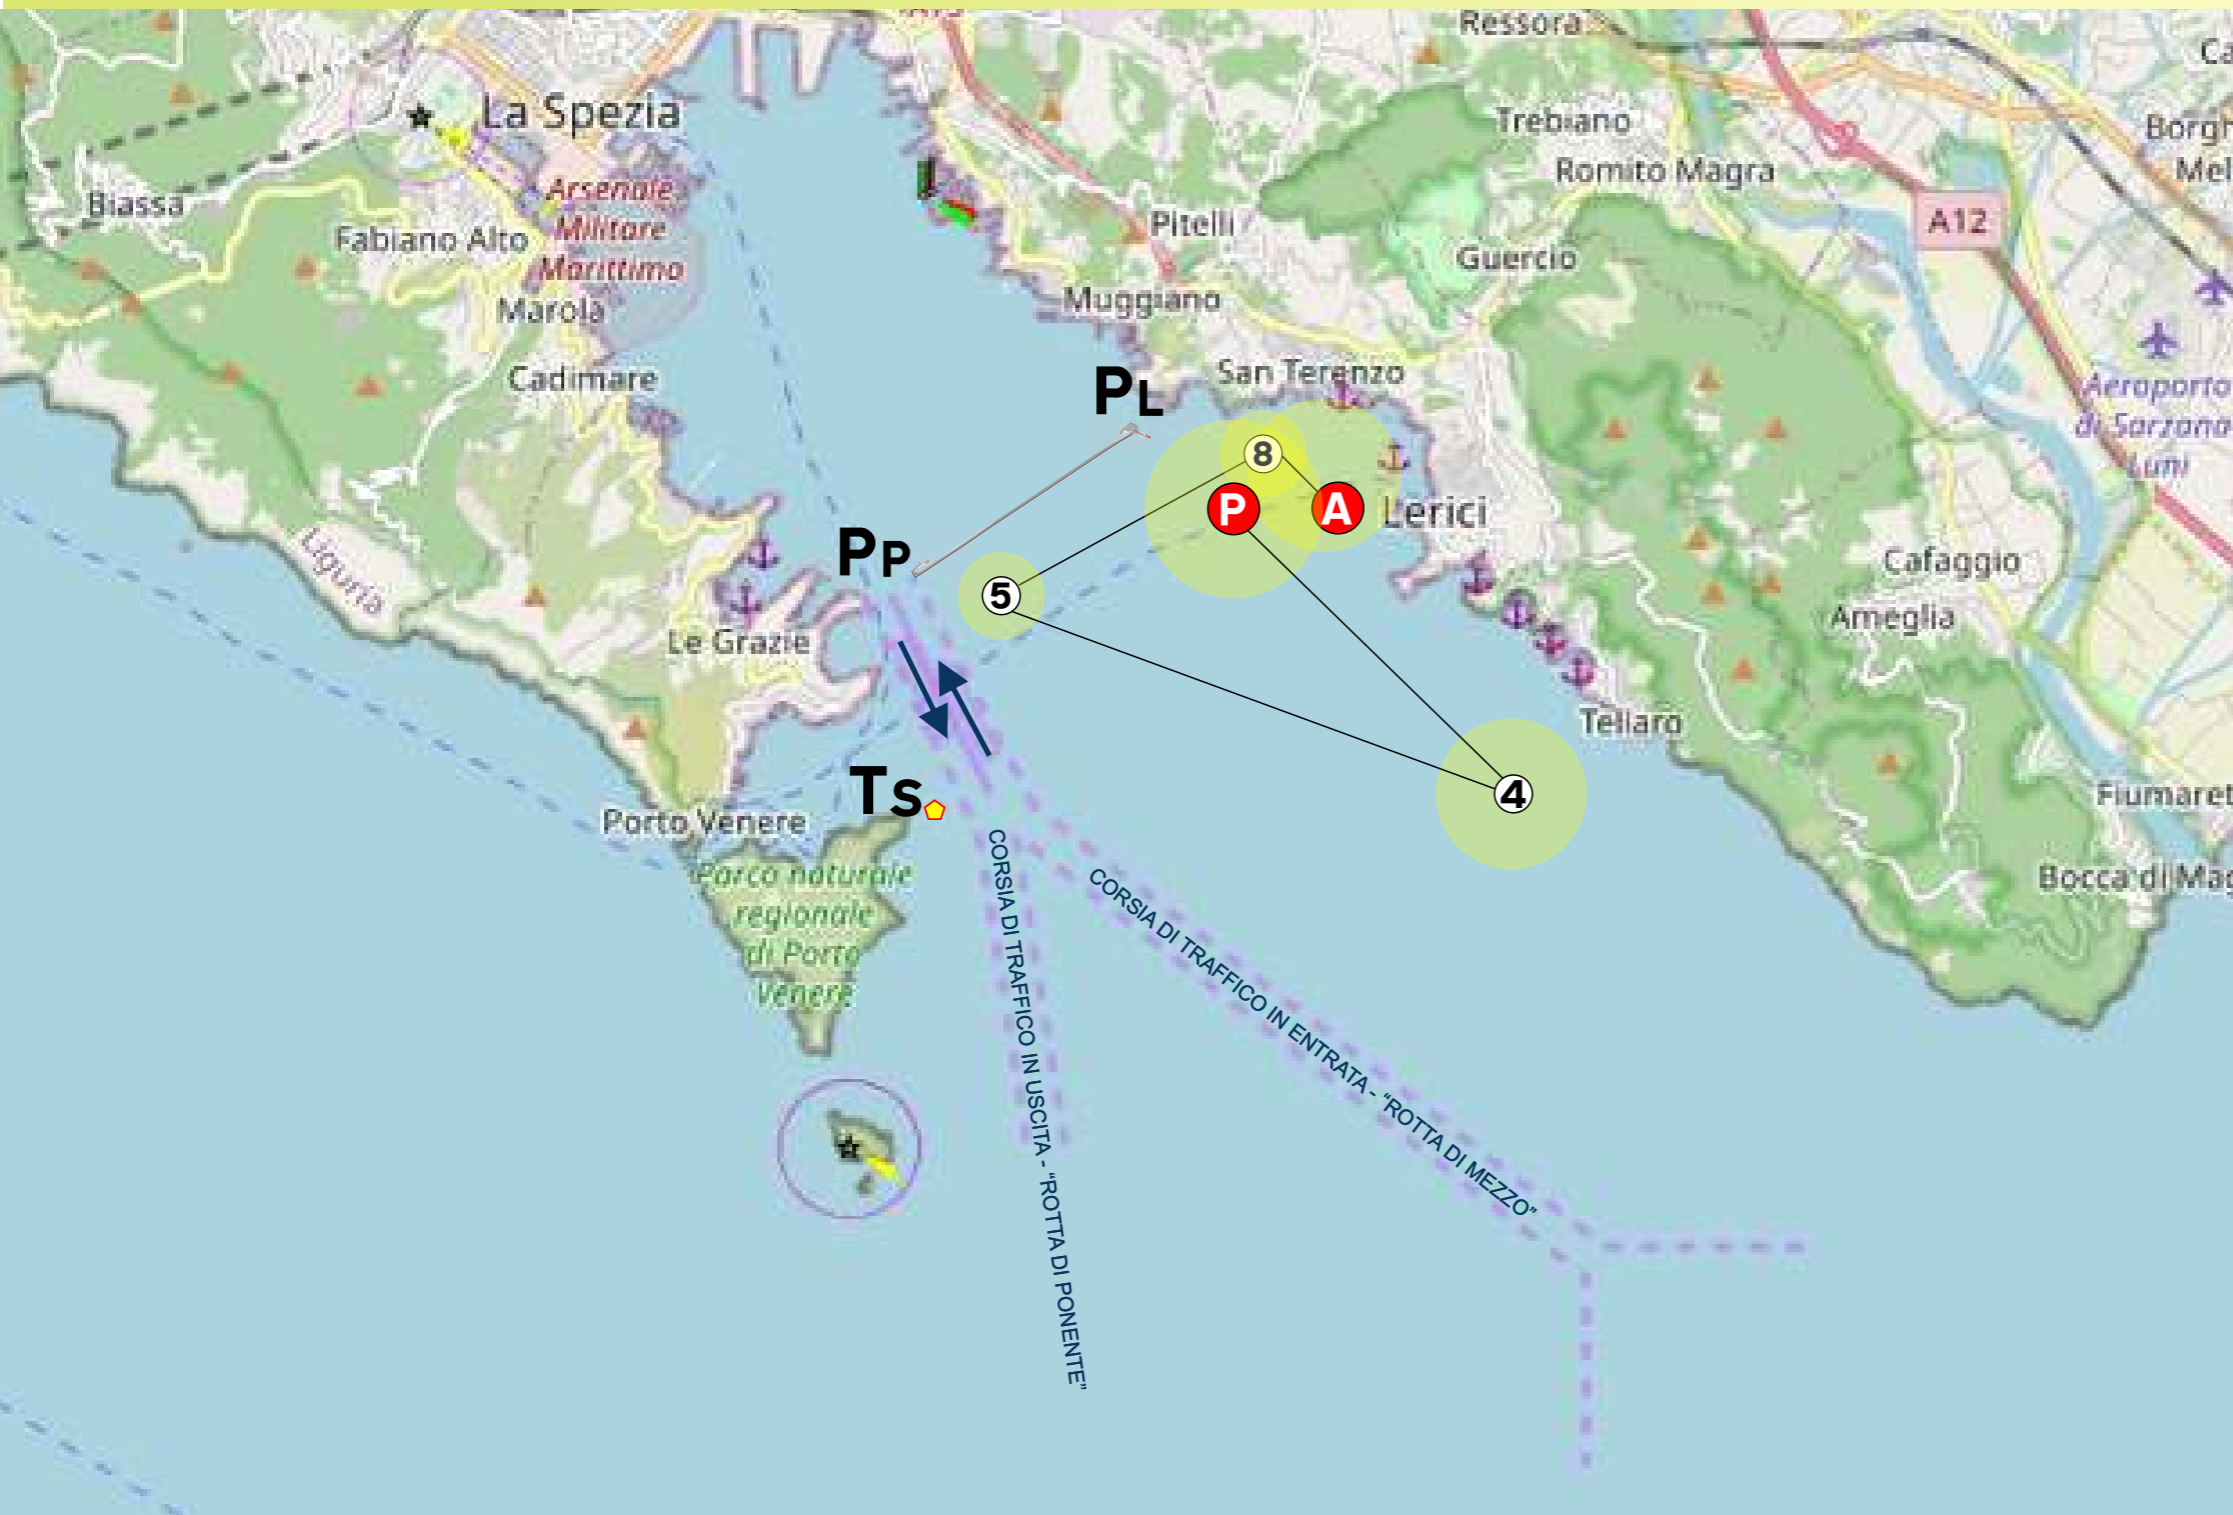 Ressora
La Spezia
Trebiano
Romito Magra
Biassa
Fabiano Alto
Arsenale
Militare
Marittimo
Pitelli
A12
Guercio
Marola
Muggiano
Cadimare
San Terenzo
PL
Aeroporto
di Sarzana-
Luni
8
P
A
Lerici
Liguria
PP
5
Cafaggio
Ameglia
Le Grazie
Tellaro
Ts
4
Porto Venere
Parco naturale
regionale
di Porto
Venere
CORSIA DI TRAFFICO IN USCITA - "ROTTA DI PONENTE"
CORSIA DI TRAFFICO IN ENTRATA - "ROTTA DI MEZZO"
Fiumaret
Bocca di Mag